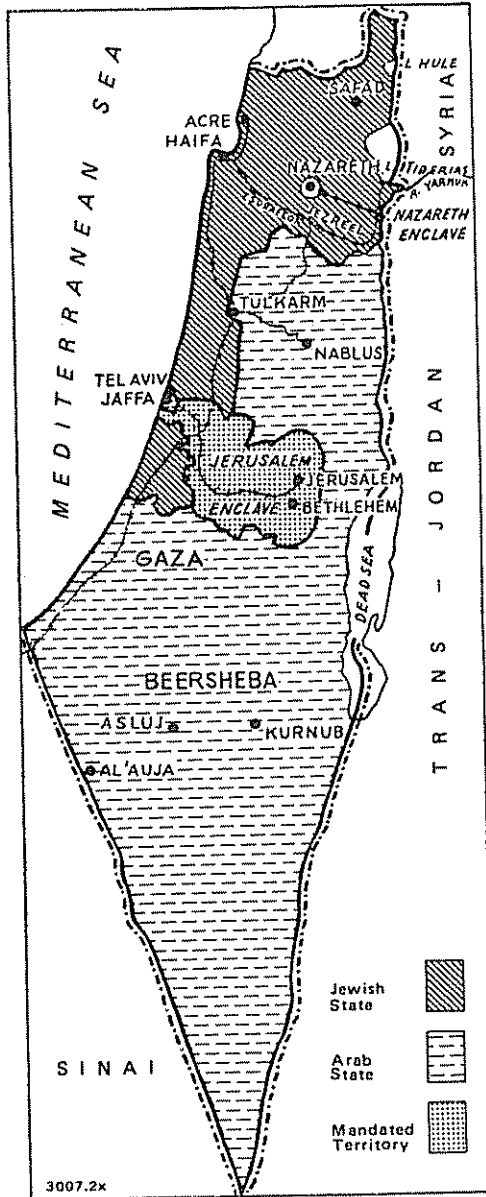 MEDITERRANEAN SEA
L HULE
SAFAD
SYRIA
ACRE
HAIFA
NAZARETH
L. TIBERIAS
R. YARMUK
JEZREEL
NAZARETH
ENCLAVE
TULKARM
NABLUS
TEL AVIV
JAFFA
JERUSALEM
ENCLAVE
JERUSALEM
BETHLEHEM
TRANS - JORDAN
DEAD SEA
GAZA
BEERSHEBA
ASLUJ
KURNUB
AL'AUJA
SINAI
Jewish
State
Arab
State
Mandated
Territory
3007.2x